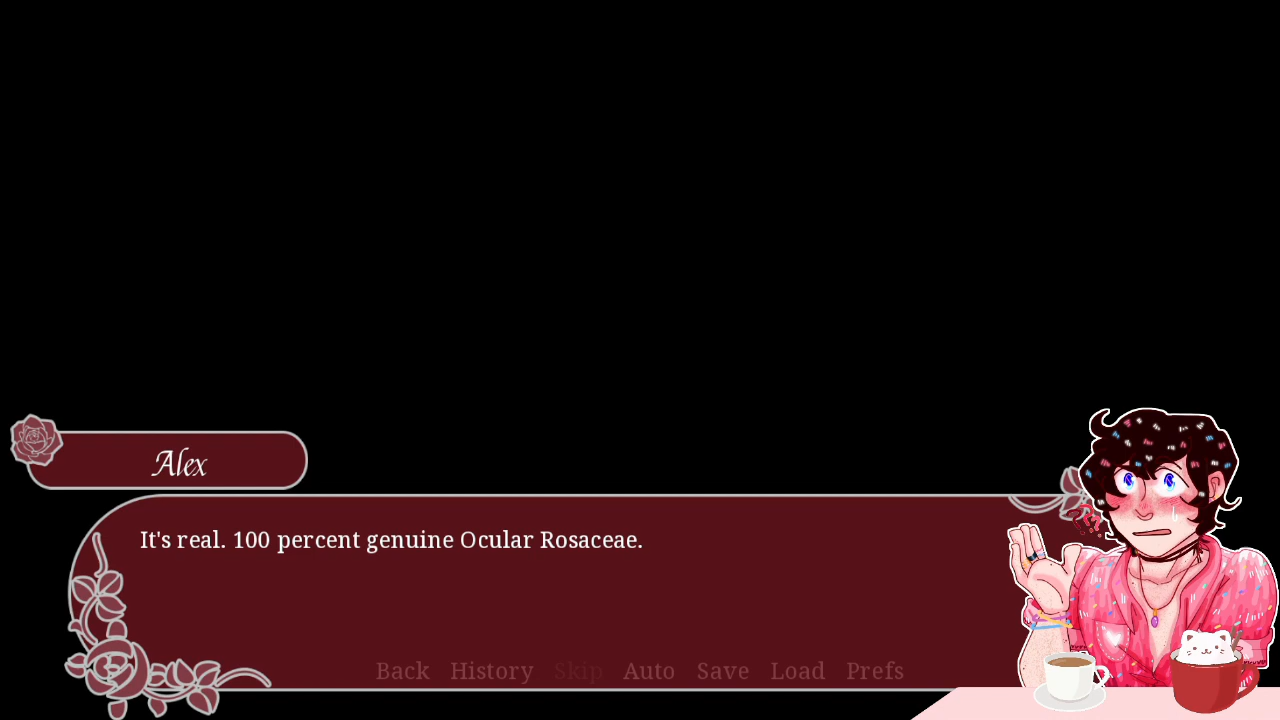 Alex
It's real. 100 percent genuine Ocular Rosaceae.
Back History Skip Auto Save Load Prefs